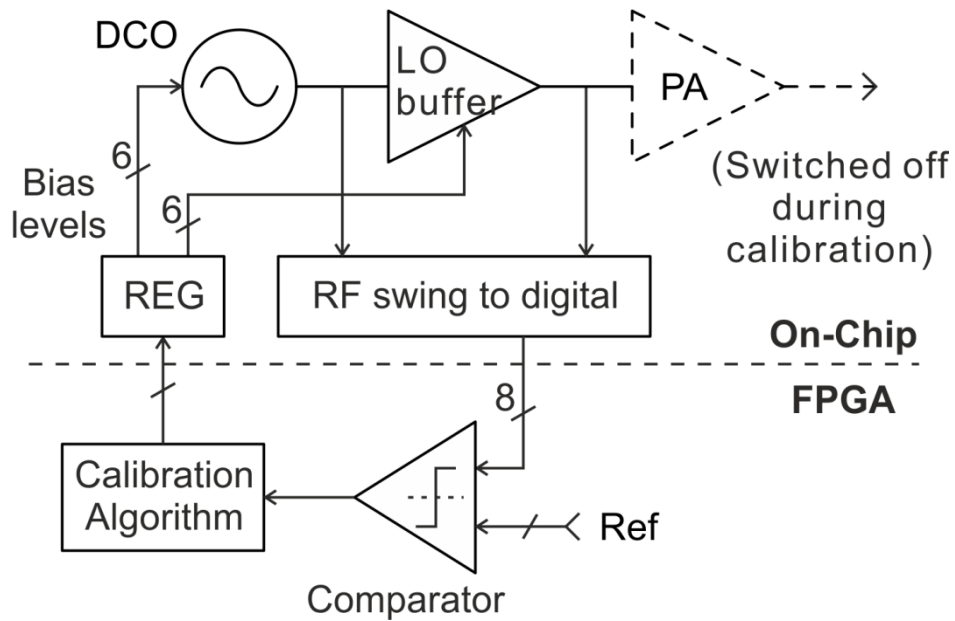 DCO
LO
buffer
PA
6
Bias
levels
6
(Switched off
during
calibration)
REG
RF swing to digital
On-Chip
FPGA
8
Calibration
Algorithm
Ref
Comparator